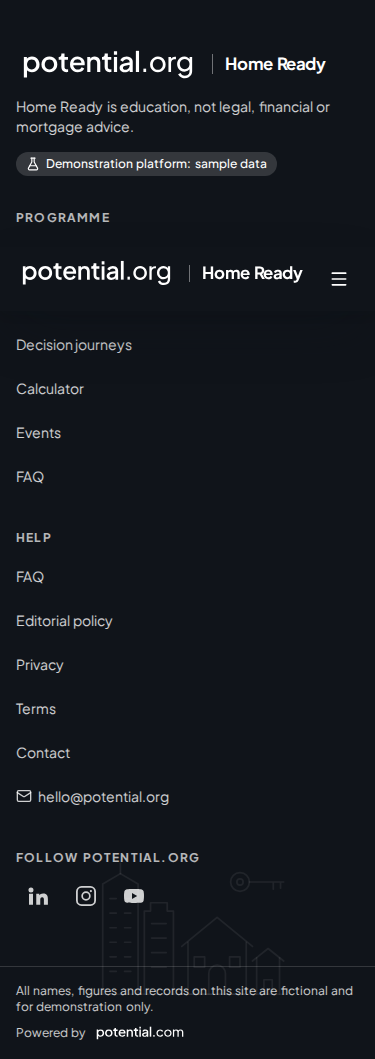 potential.org | Home Ready
Home Ready is education, not legal, financial or
mortgage advice.
Demonstration platform: sample data
PROGRAMME
potential.org | Home Ready
Decision journeys
Calculator
Events
FAQ
HELP
FAQ
Editorial policy
Privacy
Terms
Contact
hello@potential.org
FOLLOW POTENTIAL.ORG
All names, figures and records on this site are fictional and
for demonstration only.
Powered by potential.com